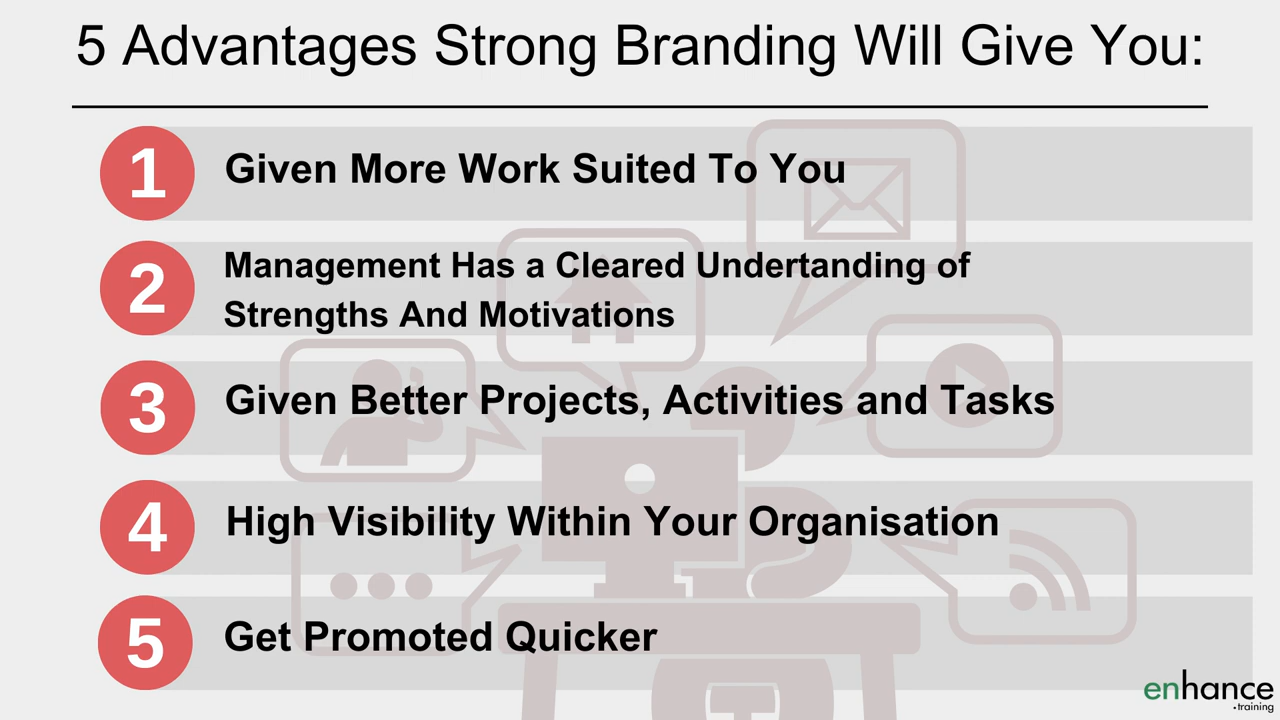 5 Advantages Strong Branding Will Give You:
1 Given More Work Suited To You
2 Management Has a Cleared Undertanding of
Strengths And Motivations
3 Given Better Projects, Activities and Tasks
4 High Visibility Within Your Organisation
5 Get Promoted Quicker
enhance
•training